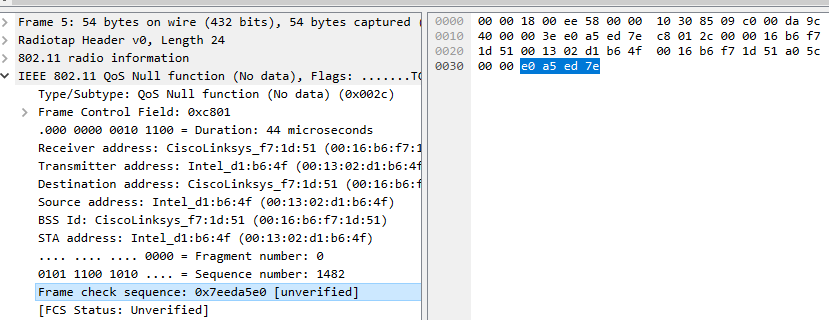 Frame 5: 54 bytes on wire (432 bits), 54 bytes captured (
Radiotap Header v0, Length 24
802.11 radio information
IEEE 802.11 QoS Null function (No data), Flags: .......TC
Type/Subtype: QoS Null function (No data) (0x002c)
Frame Control Field: 0xc801
.000 0000 0010 1100 = Duration: 44 microseconds
Receiver address: CiscoLinksys_f7:1d:51 (00:16:b6:f7
Transmitter address: Intel_d1:b6:4f (00:13:02:d1:b6:4f
Destination address: CiscoLinksys_f7:1d:51 (00:16:b6
Source address: Intel_d1:b6:4f (00:13:02:d1:b6:4f)
BSS Id: CiscoLinksys_f7:1d:51 (00:16:b6:f7:1d:51)
STA address: Intel_d1:b6:4f (00:13:02:d1:b6:4f)
.... .... .... 0000 = Fragment number: 0
0101 1100 1010 .... = Sequence number: 1482
Frame check sequence: 0x7eeda5e0 [unverified]
[FCS Status: Unverified]
0000 00 00 18 00 ee 58 00 00 10 30 85 09 c0 00 da 9c
0010 40 00 00 3e e0 a5 ed 7e c8 01 2c 00 00 16 b6 f7
0020 1d 51 00 13 02 d1 b6 4f 00 16 b6 f7 1d 51 a0 5c
0030 00 00 e0 a5 ed 7e